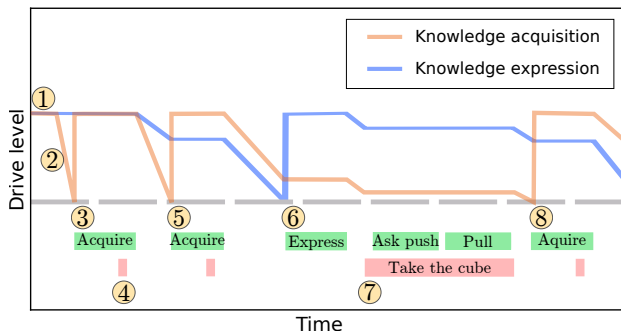 Knowledge acquisition
Knowledge expression
Drive level
1
2
3
5
6
8
Acquire
Acquire
Express
Ask push
Pull
Aquire
Take the cube
4
7
Time